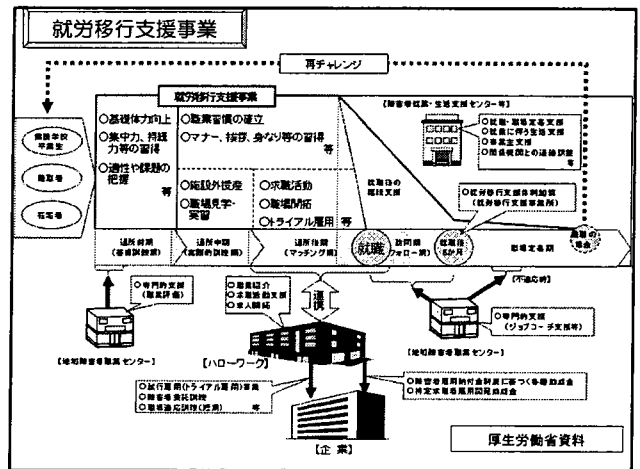 就労移行支援事業
再チャレンジ
就労移行支援事業
【障害者就業・生活支援センター等】
養護学校
卒業生
離職者
在宅者
○基礎体力向上
○集中力、持続
力等の習得
○適性や課題の
把握
等
○職業習慣の確立
○マナー、挨拶、身なり等の習得
等
○施設外授産
○職場見学・
実習
○求職活動
○職場開拓
○トライアル雇用 等
就職後の
継続支援
○就職・職場定着支援
○就業に伴う生活支援
○事業主支援
○関係機関との連絡調整
等
○就労移行支援体制加算
(就労移行支援事業所)
離職の
場合
通所前期
(基礎訓練期)
通所中期
(実践的訓練期)
通所後期
(マッチング期)
就職
訪問期
(フォロー期)
就職後
6か月
職場定着期
○専門的支援
(職業評価)
【地域障害者職業センター】
○職業紹介
○求職活動支援
○求人開拓
連携
【ハローワーク】
【不適応時】
○専門的支援
(ジョブコーチ支援等)
【地域障害者職業センター】
○試行雇用(トライアル雇用)事業
○障害者委託訓練
○職場適応訓練(短期) 等
○障害者雇用納付金制度に基づく各種助成金
○特定求職者雇用開発助成金
【企 業】
厚生労働省資料